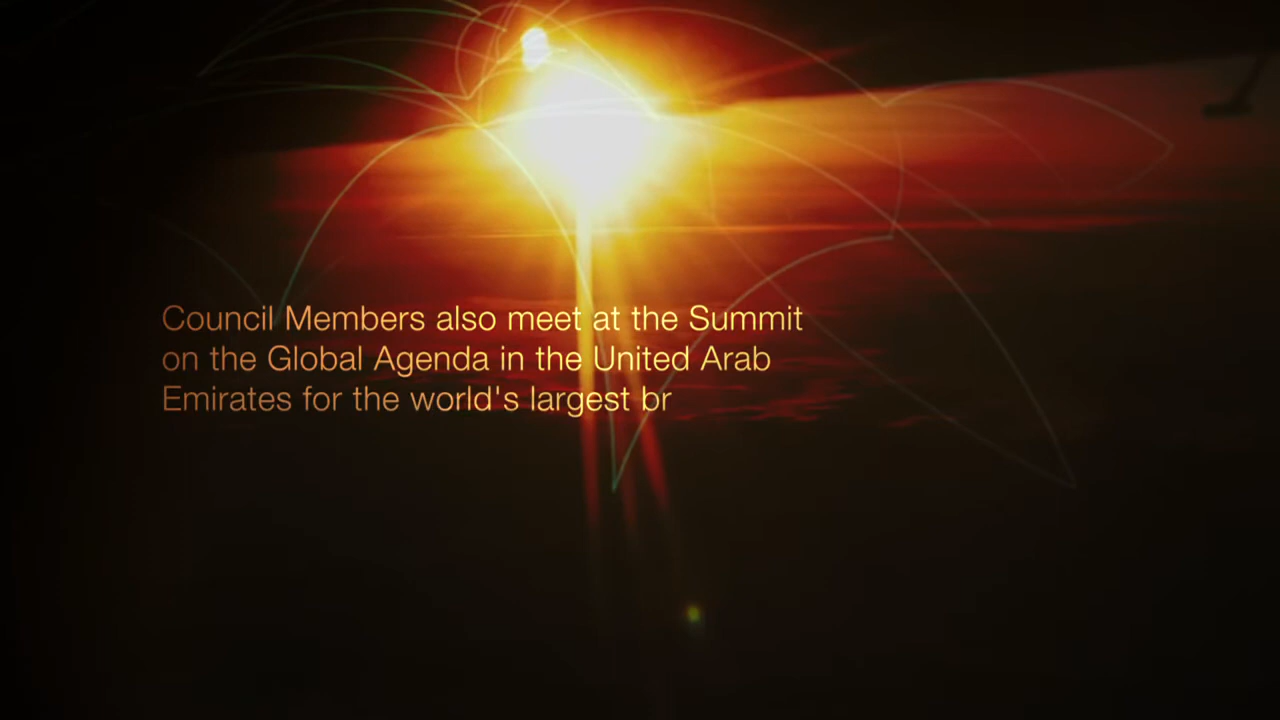 Council Members also meet at the Summit
on the Global Agenda in the United Arab
Emirates for the world's largest br